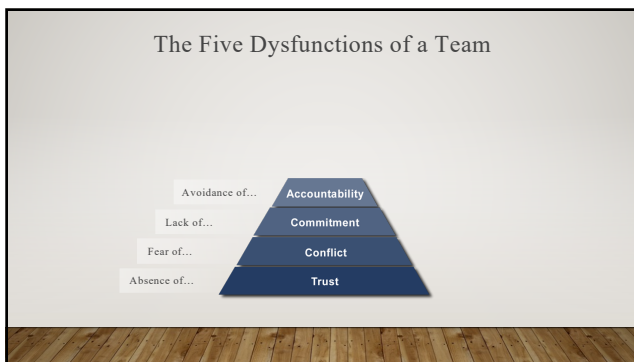 The Five Dysfunctions of a Team
Avoidance of... Accountability
Lack of... Commitment
Fear of... Conflict
Absence of... Trust